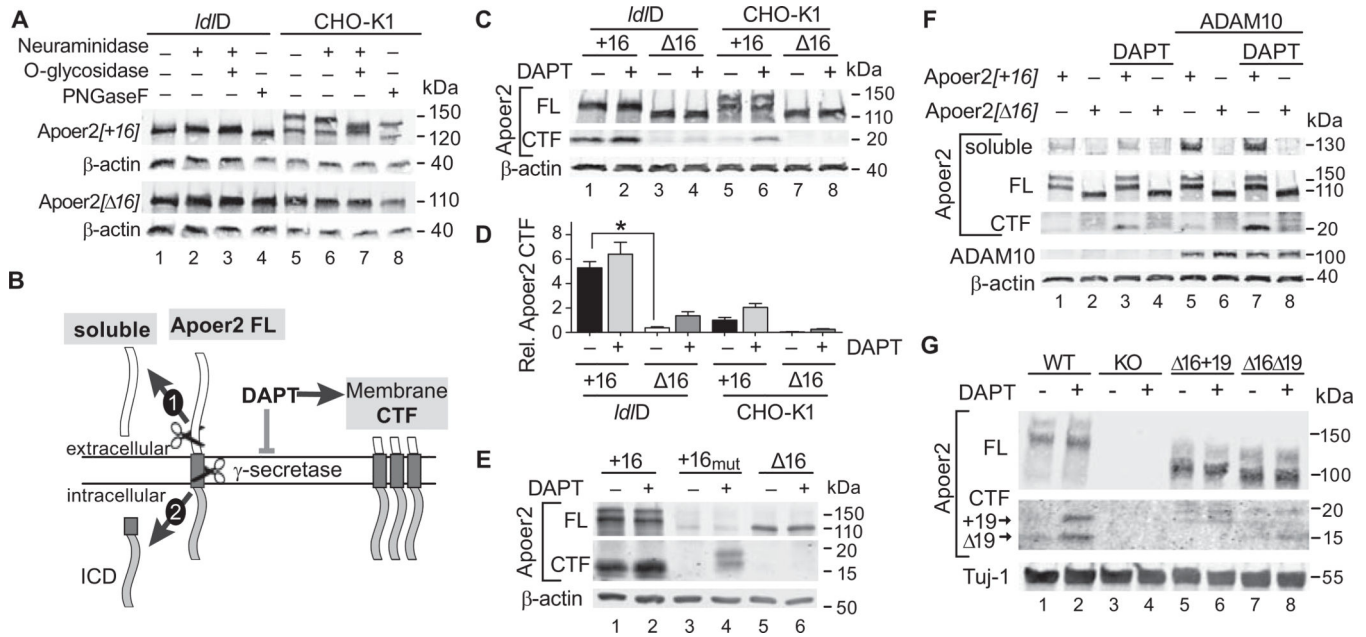 A
ldlD CHO-K1
Neuraminidase – + + – – + + –
O-glycosidase – – + – – – + –
PNGaseF – – – + – – – + kDa
Apoer2[+16] – 150
– 120
β-actin – 40
Apoer2[Δ16] – 110
β-actin – 40
1 2 3 4 5 6 7 8
B
soluble Apoer2 FL
1
DAPT Membrane
CTF
extracellular
γ-secretase
intracellular
2
ICD
C
ldlD CHO-K1
+16 Δ16 +16 Δ16
DAPT – + – + – + – + kDa
Apoer2
FL – 150
– 110
CTF – 20
β-actin – 40
1 2 3 4 5 6 7 8
D
Rel. Apoer2 CTF
8
6
4
2
0
*
– + – + – + – + DAPT
+16 Δ16 +16 Δ16
ldlD CHO-K1
E
+16 +16mut Δ16
DAPT – + – + – + kDa
Apoer2
FL – 150
– 110
CTF – 20
– 15
β-actin – 50
1 2 3 4 5 6
F
ADAM10
DAPT DAPT
Apoer2[+16] + – + – + – + –
Apoer2[Δ16] – + – + – + – +
kDa
Apoer2
soluble – 130
FL – 150
– 110
CTF – 20
ADAM10 – 100
β-actin – 40
1 2 3 4 5 6 7 8
G
WT KO Δ16+19 Δ16Δ19
DAPT - + - + - + - + kDa
Apoer2
FL – 150
– 100
CTF – 20
+19
Δ19 – 15
Tuj-1 – 55
1 2 3 4 5 6 7 8